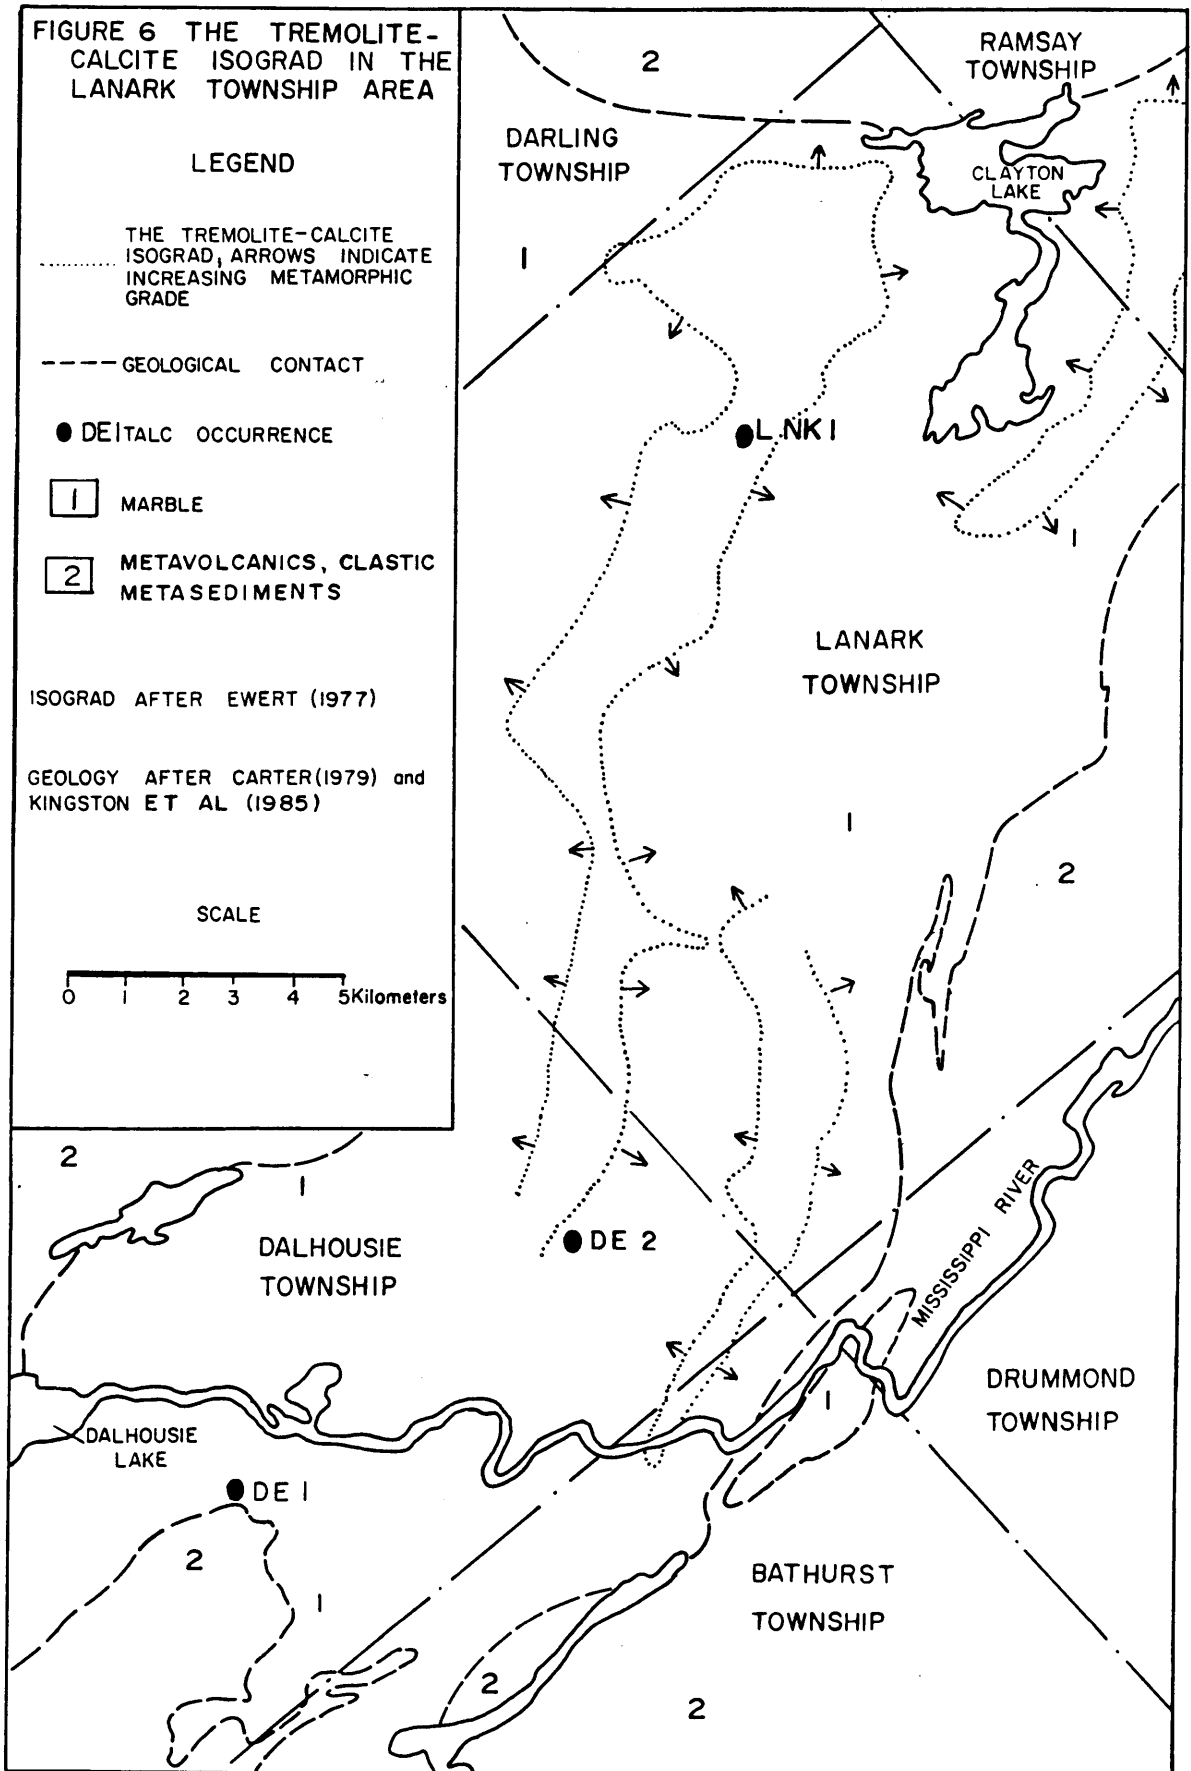 FIGURE 6 THE TREMOLITE-
CALCITE ISOGRAD IN THE
LANARK TOWNSHIP AREA
LEGEND
THE TREMOLITE-CALCITE
ISOGRAD, ARROWS INDICATE
INCREASING METAMORPHIC
GRADE
GEOLOGICAL CONTACT
DE1 TALC OCCURRENCE
1 MARBLE
2 METAVOLCANICS, CLASTIC
METASEDIMENTS
ISOGRAD AFTER EWERT (1977)
GEOLOGY AFTER CARTER(1979) and
KINGSTON ET AL (1985)
SCALE
0 1 2 3 4 5Kilometers
2
RAMSAY
TOWNSHIP
DARLING
TOWNSHIP
CLAYTON
LAKE
1
LNK1
1
LANARK
TOWNSHIP
1
2
2
1
DE 2
DALHOUSIE
TOWNSHIP
MISSISSIPPI RIVER
DRUMMOND
TOWNSHIP
1
DALHOUSIE
LAKE
DE 1
2
1
BATHURST
TOWNSHIP
2
2